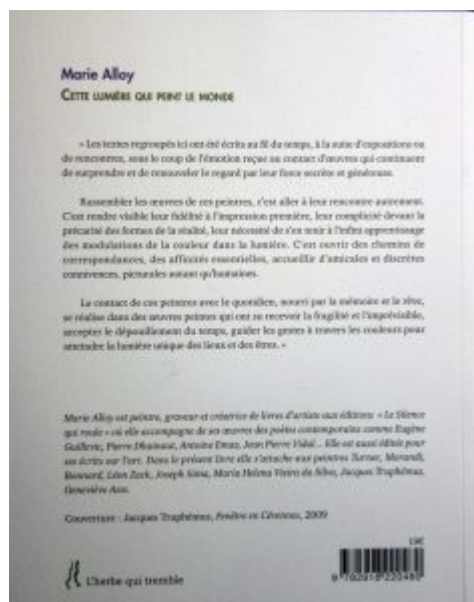 Marie Alloy
CETTE LUMIÈRE QUI PEINT LE MONDE
« Les textes regroupés ici ont été écrits au fil du temps, à la suite d'expositions ou
de rencontres, sous le coup de l'émotion reçue au contact d'œuvres qui continuent
de surprendre et de renouveler le regard par leur force secrète et généreuse.
Rassembler les œuvres de ces peintres, c'est aller à leur rencontre autrement.
C'est rendre visible leur fidélité à l'impression première, leur complicité devant la
précarité des formes de la réalité, leur nécessité de s'en tenir à l'infini apprentissage
des modulations de la couleur dans la lumière. C'est ouvrir des chemins de
correspondances, des affinités essentielles, accueillir d'amicales et discrètes
connivences, picturales autant qu'humaines.
Le contact de ces peintres avec le quotidien, nourri par la mémoire et le rêve,
se réalise dans des œuvres peintes qui ont su recevoir la fragilité et l'imprévisible,
accepter le dépouillement du temps, guider les gestes à travers les couleurs pour
atteindre la lumière unique des lieux et des êtres. »
Marie Alloy est peintre, graveur et créatrice de livres d'artiste aux éditions « Le Silence
qui roule » où elle accompagne de ses œuvres des poètes contemporains comme Eugène
Guillevic, Pierre Dhainaut, Antoine Emaz, Jean Pierre Vidal... Elle est aussi éditée pour
ses écrits sur l'art. Dans le présent livre elle s'attache aux peintres Turner, Morandi,
Bonnard, Léon Zack, Joseph Sima, Maria Helena Vieira da Silva, Jacques Truphémus,
Geneviève Asse.
Couverture : Jacques Truphémus, Fenêtre en Cévennes, 2009
L'herbe qui tremble
9 782918 220480